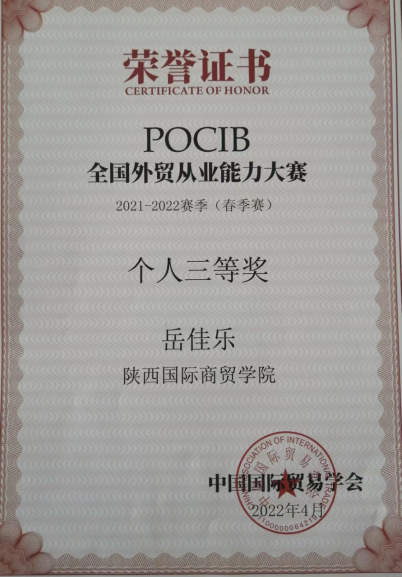 荣誉证书
CERTIFICATE OF HONOR
POCIB
全国外贸从业能力大赛
2021-2022赛季（春季赛）
个人三等奖
岳佳乐
陕西国际商贸学院
中国国际贸易学会
2022年4月